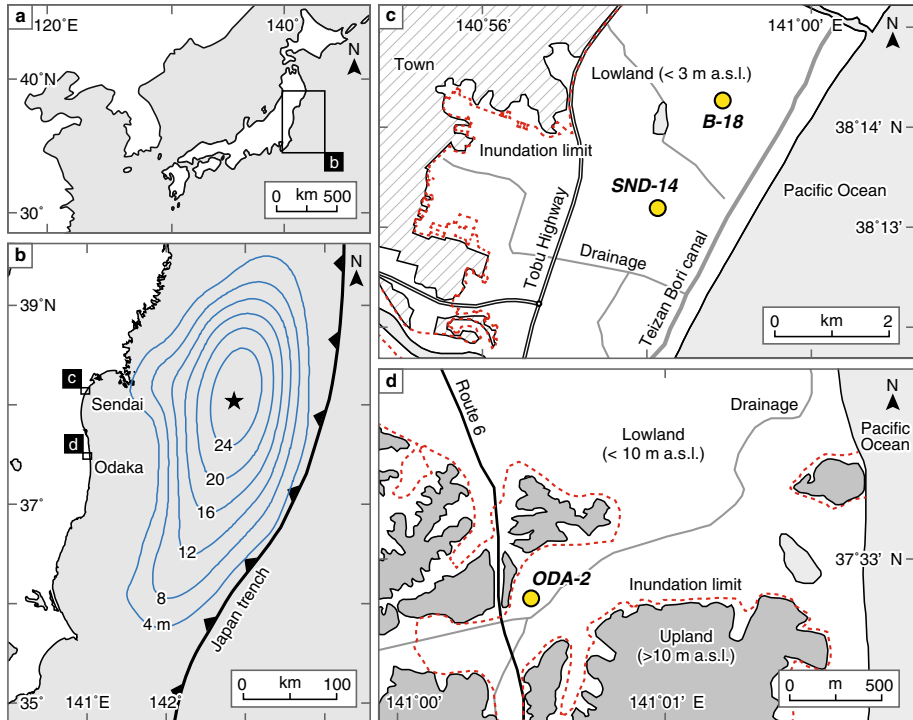 a
120˚E
140˚
N
40˚N
b
0 km 500
30˚
b
N
39˚N
c
Sendai
d
Odaka
24
20
37˚
16
12
8
4 m
Japan trench
0 km 100
35˚
141˚E
142˚
c
140˚56’
141˚00’ E
N
Town
Lowland (< 3 m a.s.l.)
B-18
38˚14’ N
Inundation limit
SND-14
Pacific Ocean
Tobu Highway
38˚13’
Drainage
Teizan Bori canal
0 km 2
d
Route 6
Drainage
N
Lowland
(< 10 m a.s.l.)
Pacific
Ocean
37˚33’ N
ODA-2
Inundation limit
Upland
(>10 m a.s.l.)
0 m 500
141˚00’
141˚01’ E